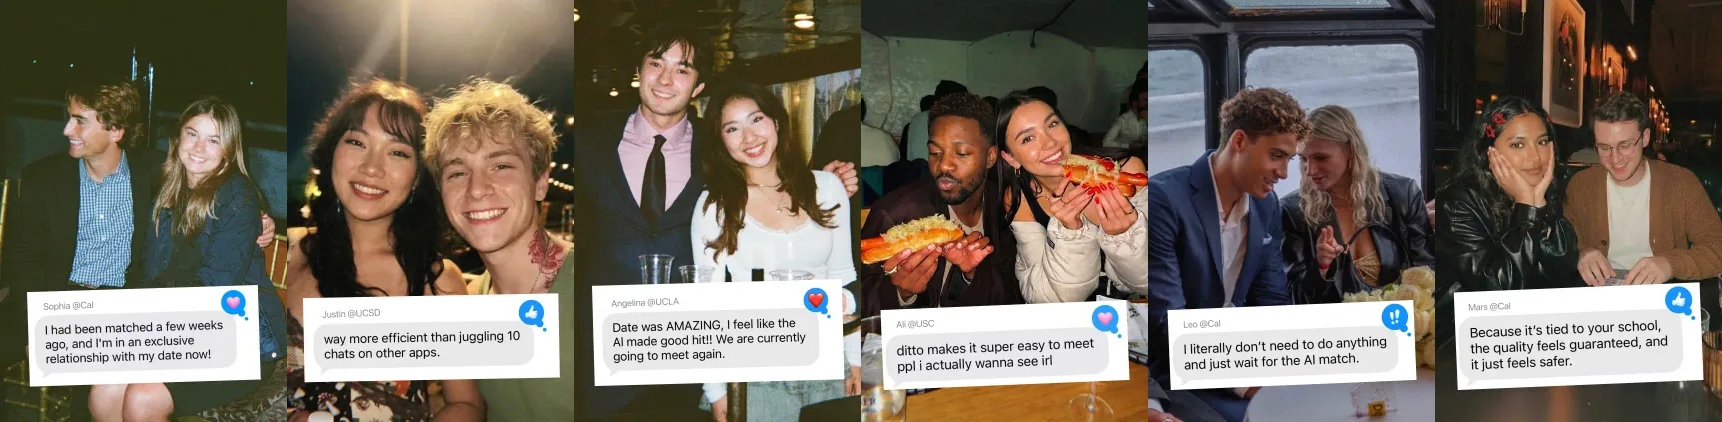 Sophia @Cal
I had been matched a few weeks
ago, and I'm in an exclusive
relationship with my date now!
Justin @UCSD
way more efficient than juggling 10
chats on other apps.
Angelina @UCLA
Date was AMAZING, I feel like the
AI made good hit!! We are currently
going to meet again.
Ali @USC
ditto makes it super easy to meet
ppl i actually wanna see irl
Leo @Cal
I literally don't need to do anything
and just wait for the AI match.
Mars @Cal
Because it's tied to your school,
the quality feels guaranteed, and
it just feels safer.